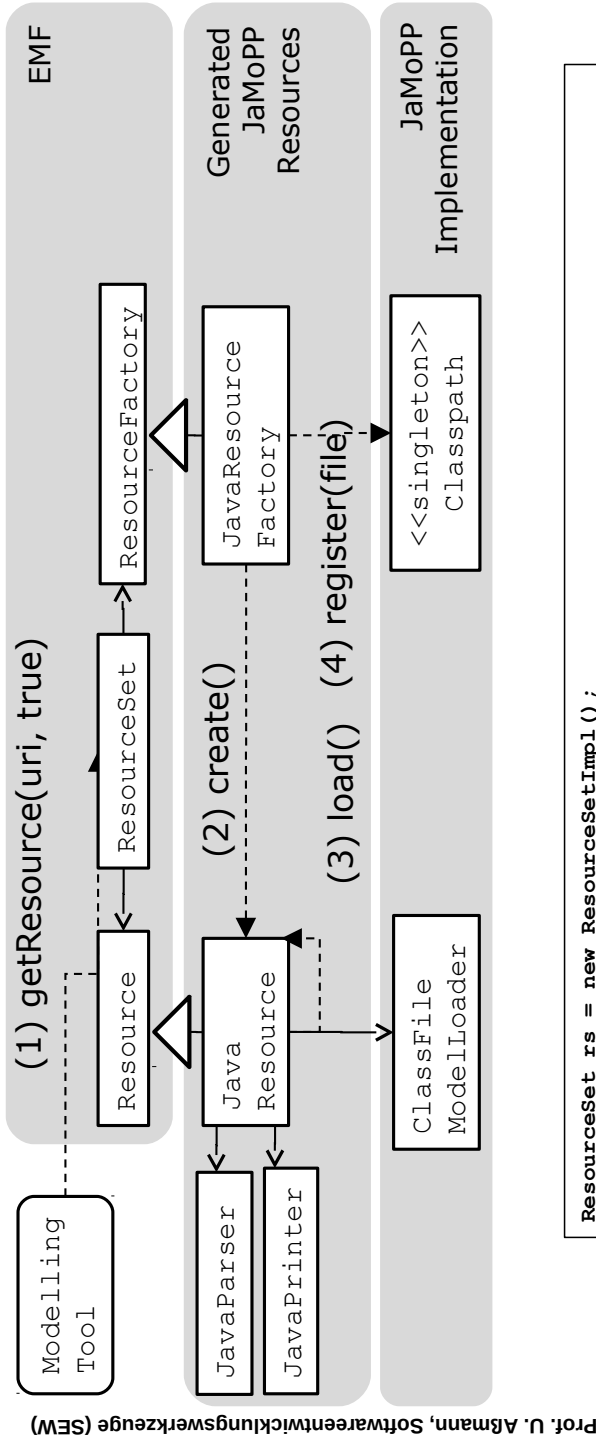 EMF
Generated
JaMoPP
Resources
JaMoPP
Implementation
(1) getResource(uri, true)
Modelling
Tool
Resource
ResourceSet
ResourceFactory
(2) create()
JavaParser
JavaPrinter
Java
Resource
JavaResource
Factory
(3) load()
(4) register(file)
ClassFile
ModelLoader
<<singleton>>
Classpath
ResourceSet rs = new ResourceSetImpl();
Prof. U. Aßmann, Softwareentwicklungswerkzeuge (SEW)